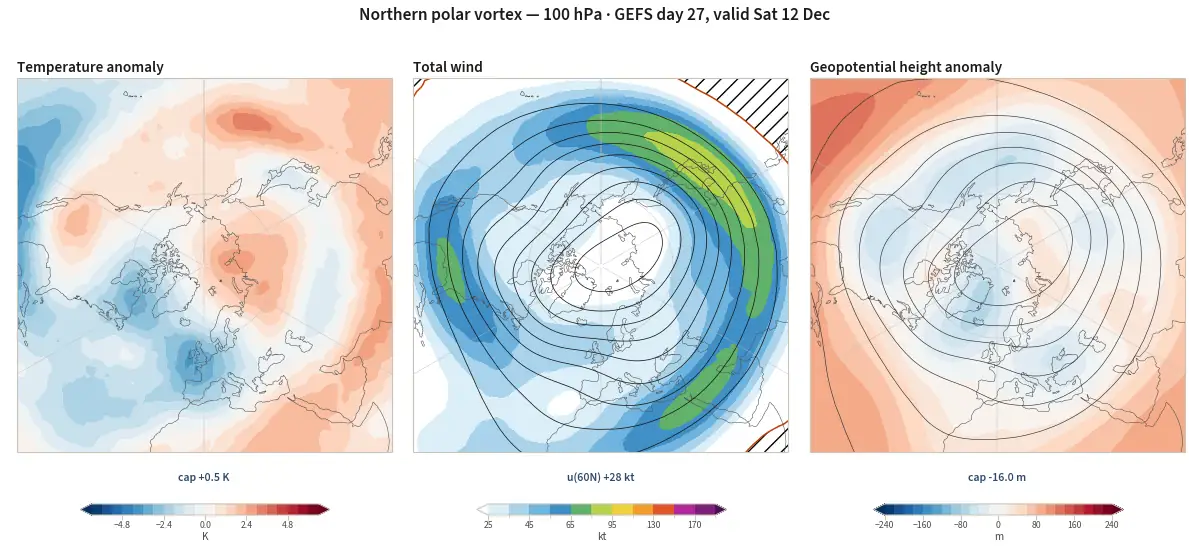 Northern polar vortex — 100 hPa · GEFS day 27, valid Sat 12 Dec
Temperature anomaly
Total wind
Geopotential height anomaly
cap +0.5 K
u(60N) +28 kt
cap -16.0 m
−4.8 −2.4 0.0 2.4 4.8
K
25 45 65 95 130 170
kt
−240 −160 −80 0 80 160 240
m